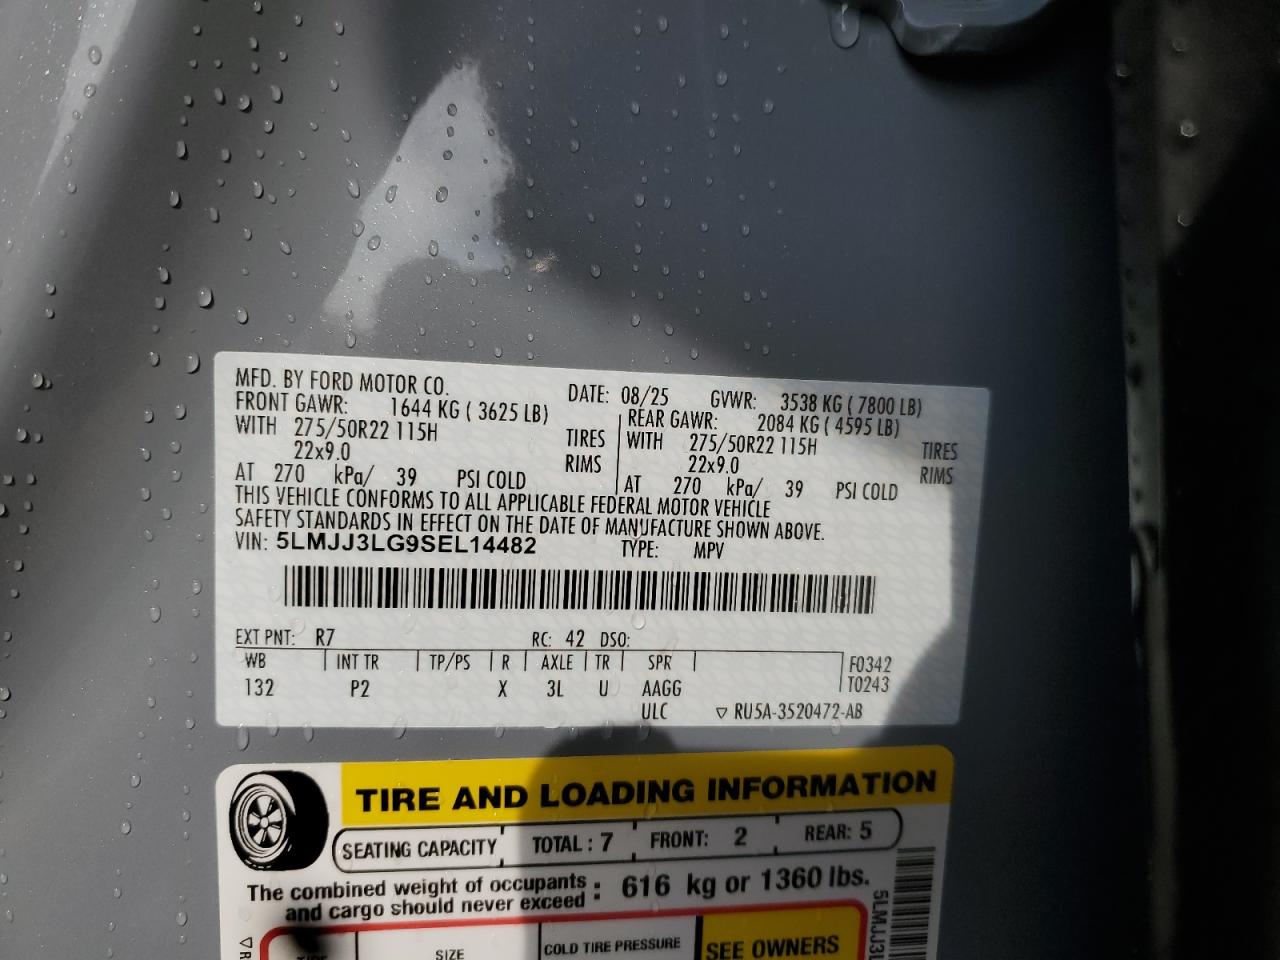 MFD. BY FORD MOTOR CO. DATE: 08/25 GVWR: 3538 KG ( 7800 LB)
FRONT GAWR: 1644 KG ( 3625 LB) REAR GAWR: 2084 KG ( 4595 LB)
WITH 275/50R22 115H TIRES WITH 275/50R22 115H TIRES
22x9.0 RIMS 22x9.0 RIMS
AT 270 kPa/ 39 PSI COLD AT 270 kPa/ 39 PSI COLD
THIS VEHICLE CONFORMS TO ALL APPLICABLE FEDERAL MOTOR VEHICLE
SAFETY STANDARDS IN EFFECT ON THE DATE OF MANUFACTURE SHOWN ABOVE.
VIN: 5LMJJ3LG9SEL14482 TYPE: MPV
EXT PNT: R7 RC: 42 DSO:
WB INT TR TP/PS R AXLE TR SPR F0342
132 P2 X 3L U AAGG T0243
ULC ▽ RU5A-3520472-AB
TIRE AND LOADING INFORMATION
SEATING CAPACITY TOTAL : 7 FRONT: 2 REAR: 5
The combined weight of occupants : 616 kg or 1360 lbs.
and cargo should never exceed
TIRE SIZE COLD TIRE PRESSURE SEE OWNERS
5LMJJ3L
▽R